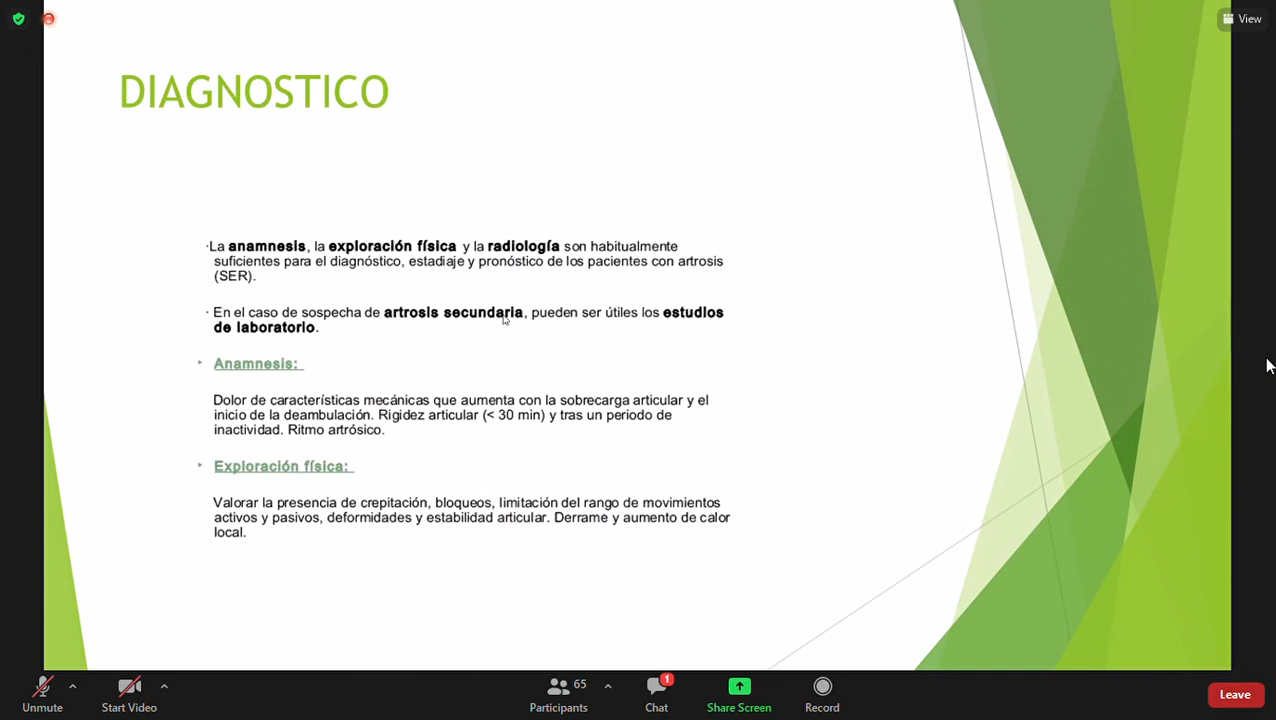 View
DIAGNOSTICO
·La anamnesis, la exploración física y la radiología son habitualmente
suficientes para el diagnóstico, estadiaje y pronóstico de los pacientes con artrosis
(SER).
· En el caso de sospecha de artrosis secundaria, pueden ser útiles los estudios
de laboratorio.
Anamnesis:
Dolor de características mecánicas que aumenta con la sobrecarga articular y el
inicio de la deambulación. Rigidez articular (< 30 min) y tras un periodo de
inactividad. Ritmo artrósico.
Exploración física:
Valorar la presencia de crepitación, bloqueos, limitación del rango de movimientos
activos y pasivos, deformidades y estabilidad articular. Derrame y aumento de calor
local.
65
1
Unmute
Start Video
Participants
Chat
Share Screen
Record
Leave